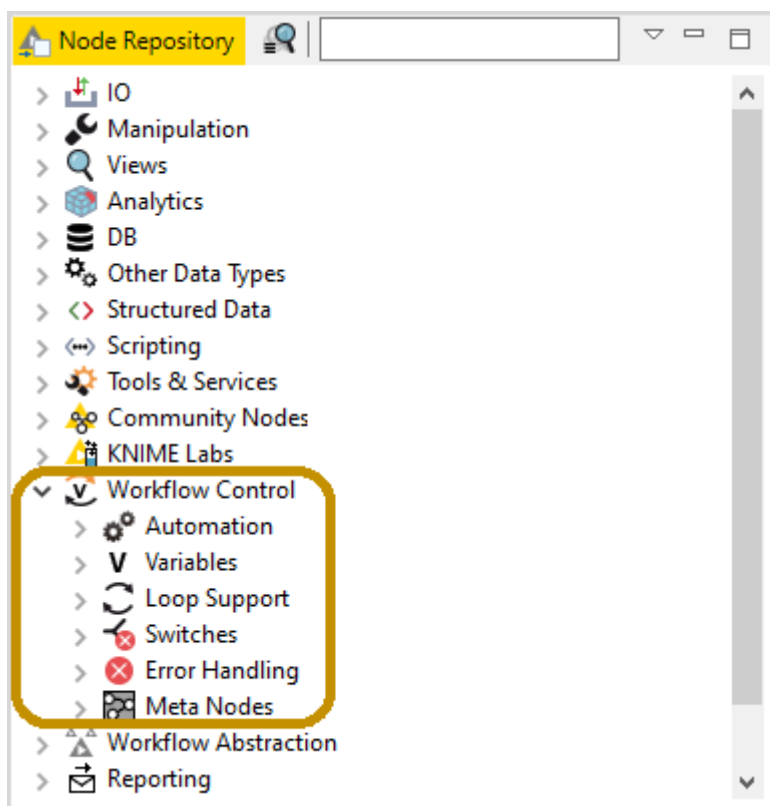 Node Repository
IO
Manipulation
Views
Analytics
DB
Other Data Types
Structured Data
Scripting
Tools & Services
Community Nodes
KNIME Labs
Workflow Control
Automation
V Variables
Loop Support
Switches
Error Handling
Meta Nodes
Workflow Abstraction
Reporting